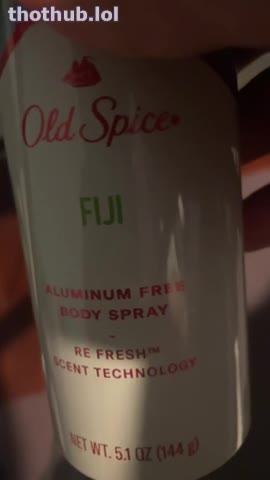 thothub.lol
Old Spice
FIJI
ALUMINUM FREE
BODY SPRAY
-
RE FRESH™
SCENT TECHNOLOGY
NET WT. 5.1 OZ (144 g)